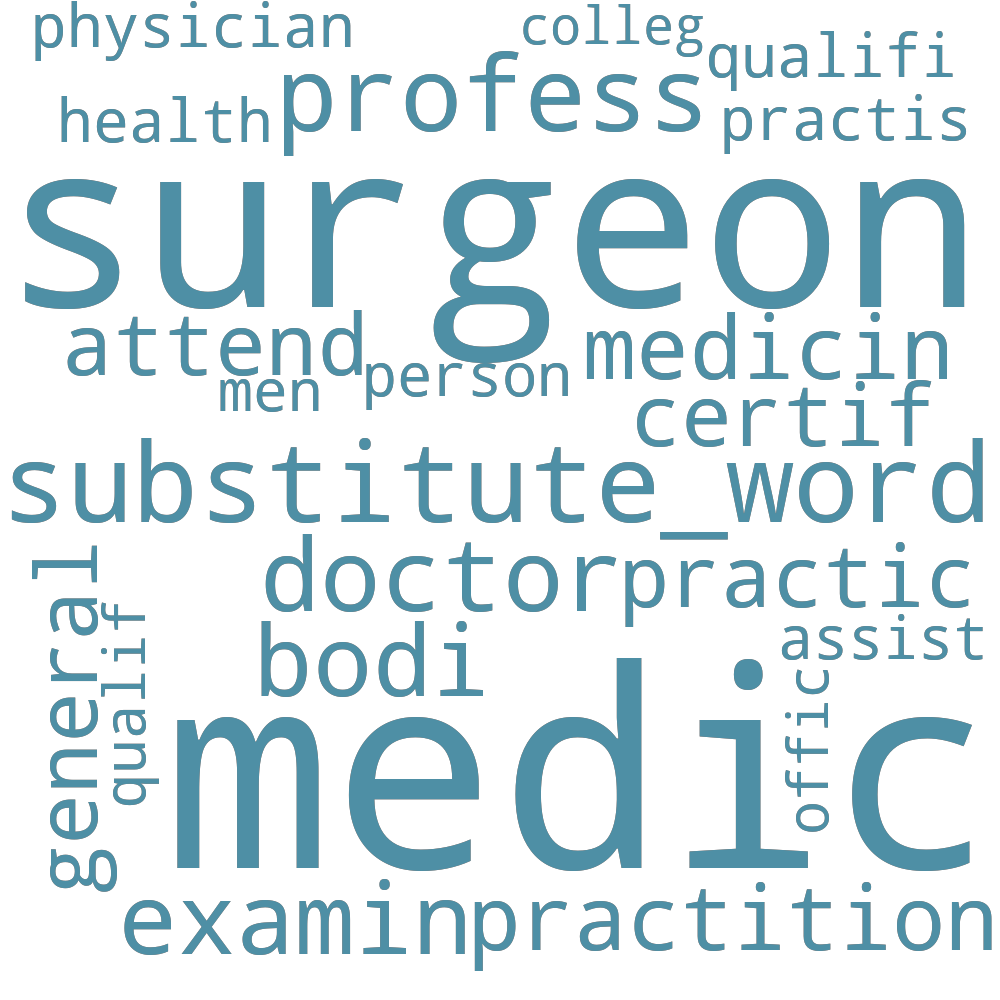 physician
colleg
qualifi
health
profess
practis
surgeon
attend
medicin
men
person
certif
substitute_word
doctor
practic
general
qualif
bodi
assist
offic
medic
examin
practition